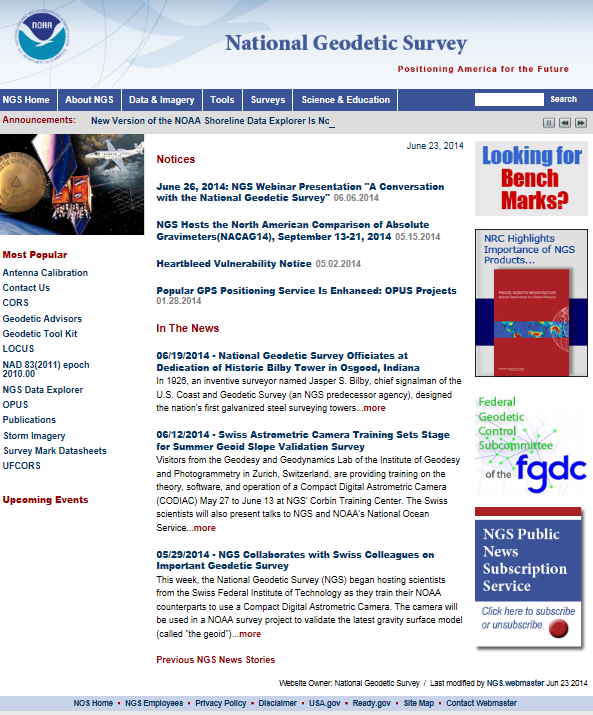 NOAA
National Geodetic Survey
Positioning America for the Future
NGS Home
About NGS
Data & Imagery
Tools
Surveys
Science & Education
Search
Announcements: New Version of the NOAA Shoreline Data Explorer Is No_
June 23, 2014
Notices
June 26, 2014: NGS Webinar Presentation "A Conversation
with the National Geodetic Survey" 06.06.2014
NGS Hosts the North American Comparison of Absolute
Gravimeters(NACAG14), September 13-21, 2014 05.15.2014
Heartbleed Vulnerability Notice 05.02.2014
Popular GPS Positioning Service Is Enhanced: OPUS Projects
01.28.2014
In The News
06/19/2014 - National Geodetic Survey Officiates at
Dedication of Historic Bilby Tower in Osgood, Indiana
In 1926, an inventive surveyor named Jasper S. Bilby, chief signalman of the
U.S. Coast and Geodetic Survey (an NGS predecessor agency), designed
the nation's first galvanized steel surveying towers...more
06/12/2014 - Swiss Astrometric Camera Training Sets Stage
for Summer Geoid Slope Validation Survey
Visitors from the Geodesy and Geodynamics Lab of the Institute of Geodesy
and Photogrammetry in Zurich, Switzerland, are providing training on the
theory, software, and operation of a Compact Digital Astrometric Camera
(CODIAC) May 27 to June 13 at NGS' Corbin Training Center. The Swiss
scientists will also present talks to NGS and NOAA's National Ocean
Service...more
05/29/2014 - NGS Collaborates with Swiss Colleagues on
Important Geodetic Survey
This week, the National Geodetic Survey (NGS) began hosting scientists
from the Swiss Federal Institute of Technology as they train their NOAA
counterparts to use a Compact Digital Astrometric Camera. The camera will
be used in a NOAA survey project to validate the latest gravity surface model
(called "the geoid")...more
Previous NGS News Stories
Most Popular
Antenna Calibration
Contact Us
CORS
Geodetic Advisors
Geodetic Tool Kit
LOCUS
NAD 83(2011) epoch
2010.00
NGS Data Explorer
OPUS
Publications
Storm Imagery
Survey Mark Datasheets
UFCORS
Upcoming Events
Looking for
Bench
Marks?
NRC Highlights
Importance of NGS
Products...
Federal
Geodetic
Control
Subcommittee
of the fgdc
NGS Public
News
Subscription
Service
Click here to subscribe
or unsubscribe.
Website Owner: National Geodetic Survey / Last modified by NGS.webmaster Jun 23 2014
NOS Home • NGS Employees • Privacy Policy • Disclaimer • USA.gov • Ready.gov • Site Map • Contact Webmaster